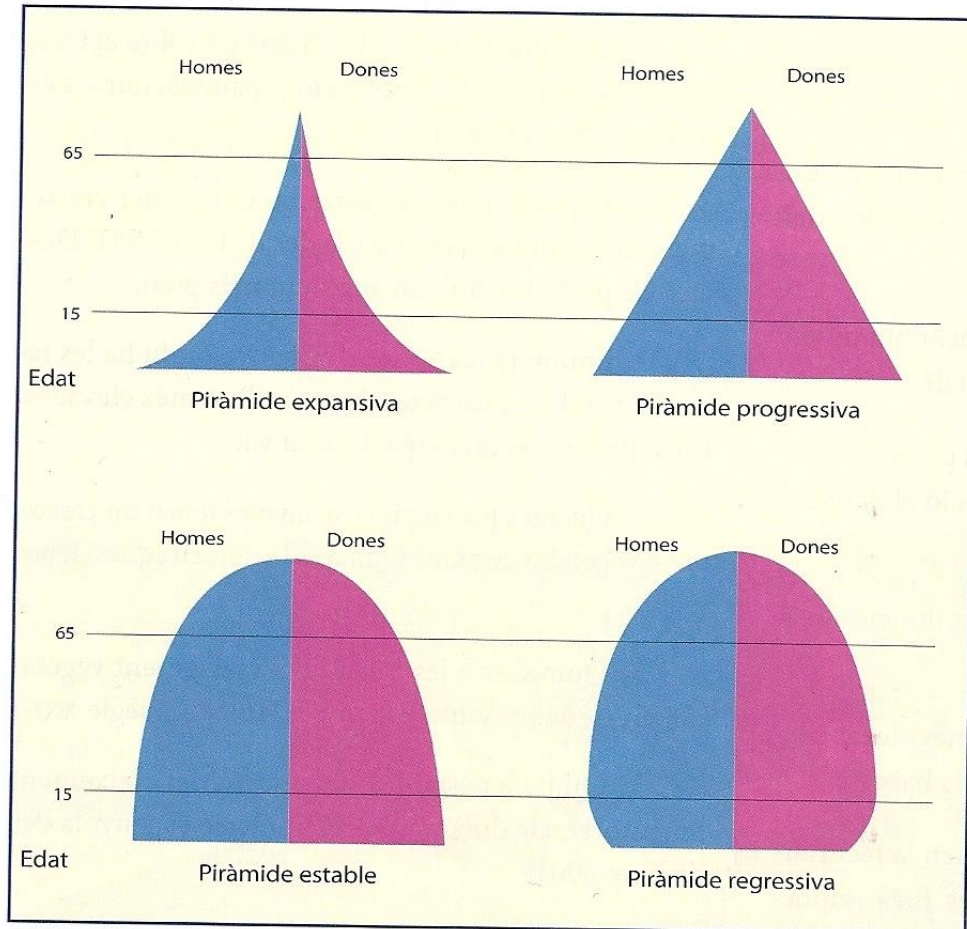 Homes Dones
65
15
Edat
Piràmide expansiva
Homes Dones
Piràmide progressiva
Homes Dones
65
15
Edat
Piràmide estable
Homes Dones
Piràmide regressiva